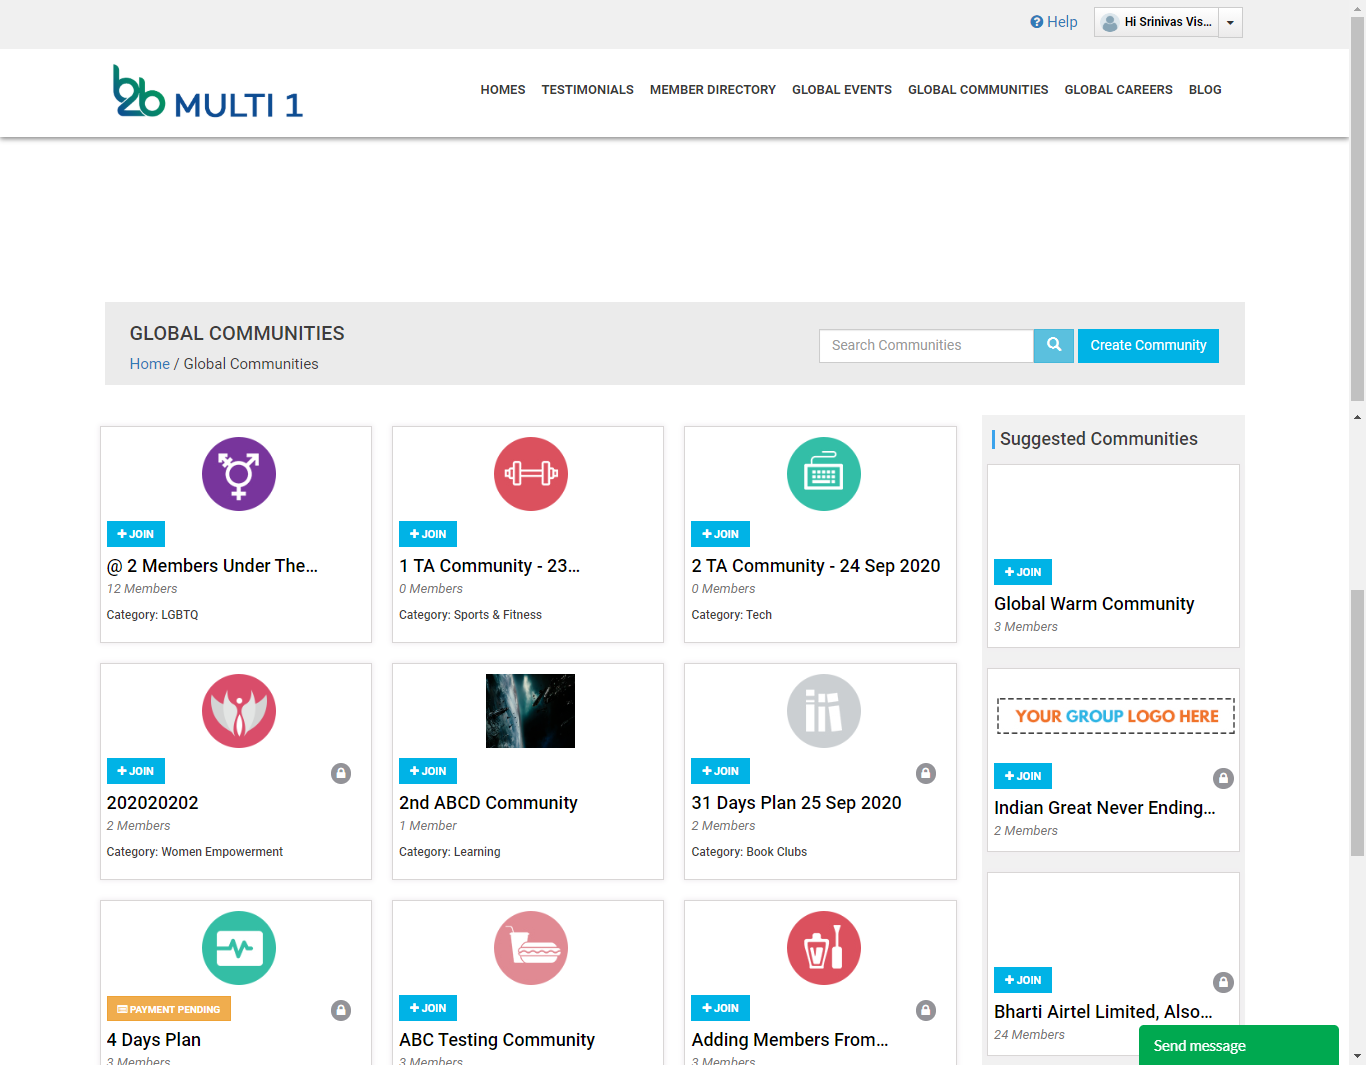 Help
Hi Srinivas Vis...
b2b MULTI 1
HOMES TESTIMONIALS MEMBER DIRECTORY GLOBAL EVENTS GLOBAL COMMUNITIES GLOBAL CAREERS BLOG
GLOBAL COMMUNITIES
Home / Global Communities
Search Communities
Create Community
JOIN
@ 2 Members Under The...
12 Members
Category: LGBTQ
JOIN
1 TA Community - 23...
0 Members
Category: Sports & Fitness
JOIN
2 TA Community - 24 Sep 2020
0 Members
Category: Tech
JOIN
202020202
2 Members
Category: Women Empowerment
JOIN
2nd ABCD Community
1 Member
Category: Learning
JOIN
31 Days Plan 25 Sep 2020
2 Members
Category: Book Clubs
PAYMENT PENDING
4 Days Plan
3 Members
JOIN
ABC Testing Community
3 Members
JOIN
Adding Members From...
3 Members
Suggested Communities
JOIN
Global Warm Community
3 Members
YOUR GROUP LOGO HERE
JOIN
Indian Great Never Ending...
2 Members
JOIN
Bharti Airtel Limited, Also...
24 Members
Send message